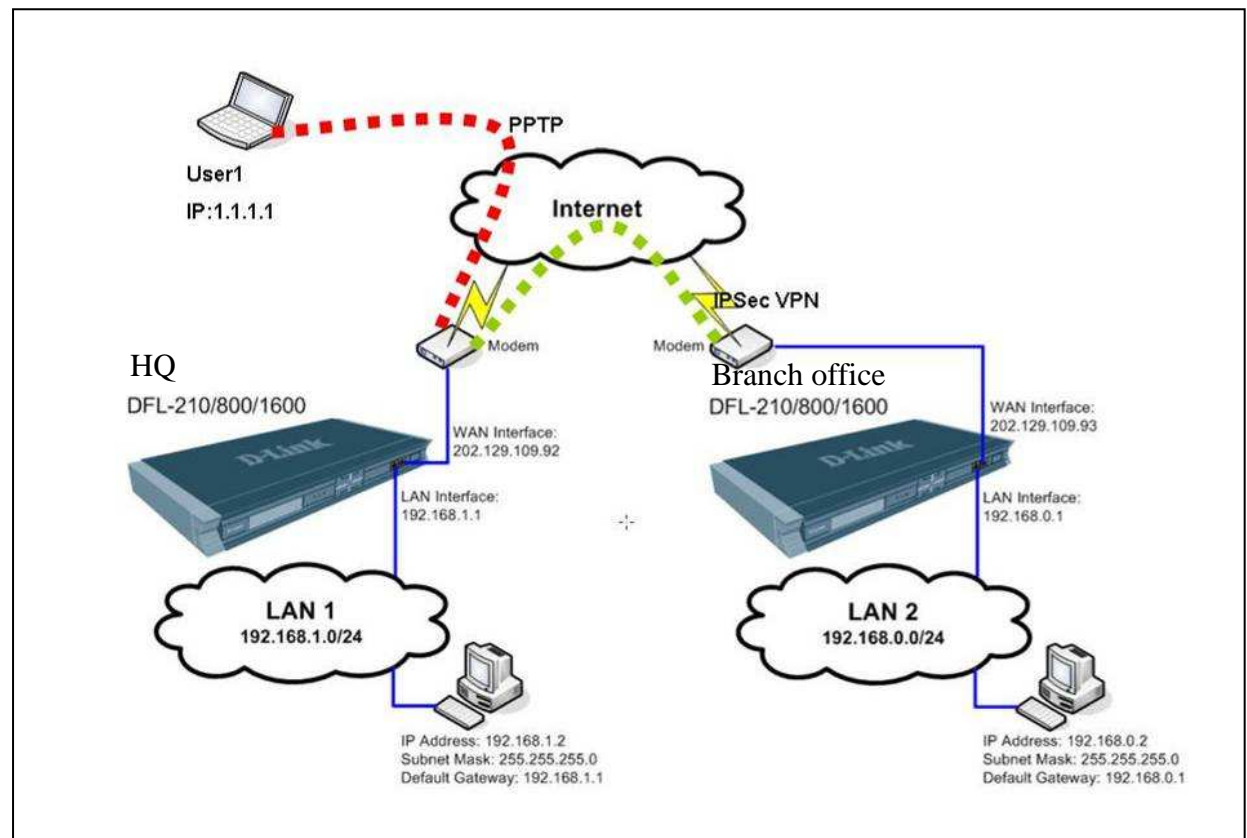 PPTP
User1
IP:1.1.1.1
Internet
IPSec VPN
Modem
Modem
HQ
DFL-210/800/1600
Branch office
DFL-210/800/1600
WAN Interface:
202.129.109.92
WAN Interface:
202.129.109.93
D-Link
D-Link
LAN Interface:
192.168.1.1
LAN Interface:
192.168.0.1
LAN 1
192.168.1.0/24
LAN 2
192.168.0.0/24
IP Address: 192.168.1.2
Subnet Mask: 255.255.255.0
Default Gateway: 192.168.1.1
IP Address: 192.168.0.2
Subnet Mask: 255.255.255.0
Default Gateway: 192.168.0.1